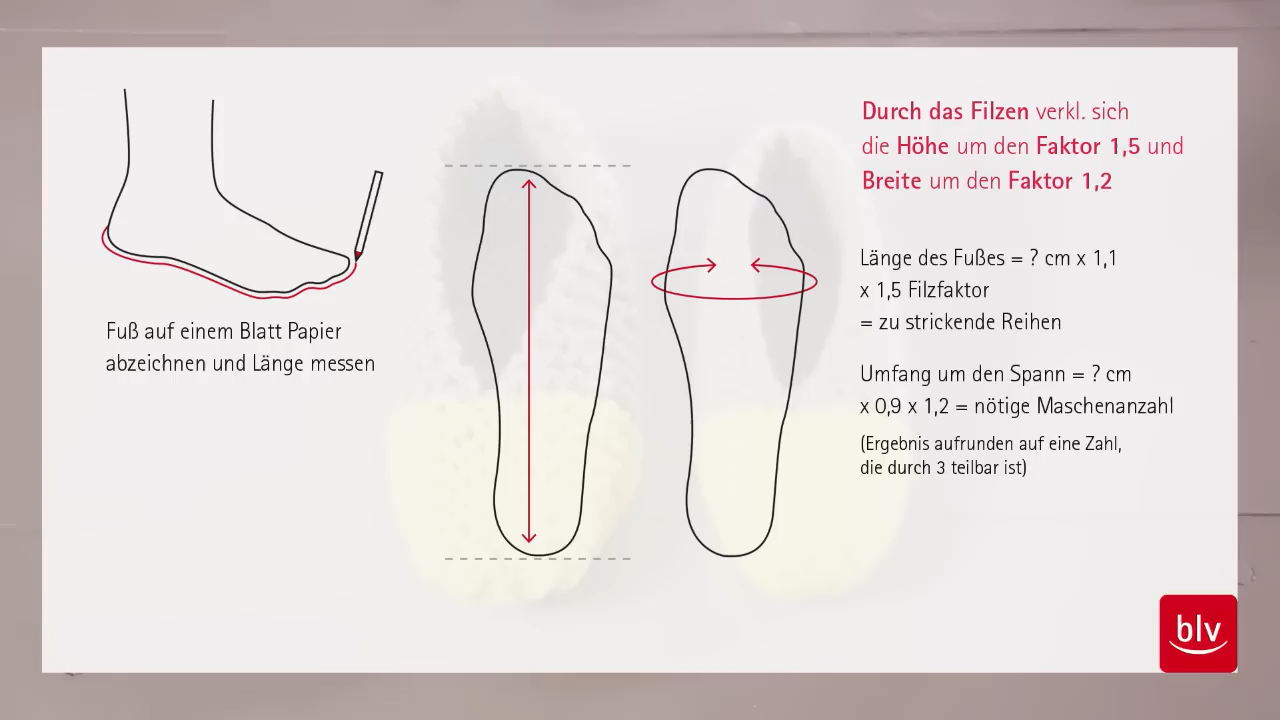 Durch das Filzen verkl. sich
die Höhe um den Faktor 1,5 und
Breite um den Faktor 1,2
Länge des Fußes = ? cm x 1,1
x 1,5 Filzfaktor
= zu strickende Reihen
Fuß auf einem Blatt Papier
abzeichnen und Länge messen
Umfang um den Spann = ? cm
x 0,9 x 1,2 = nötige Maschenanzahl
(Ergebnis aufrunden auf eine Zahl,
die durch 3 teilbar ist)
blv